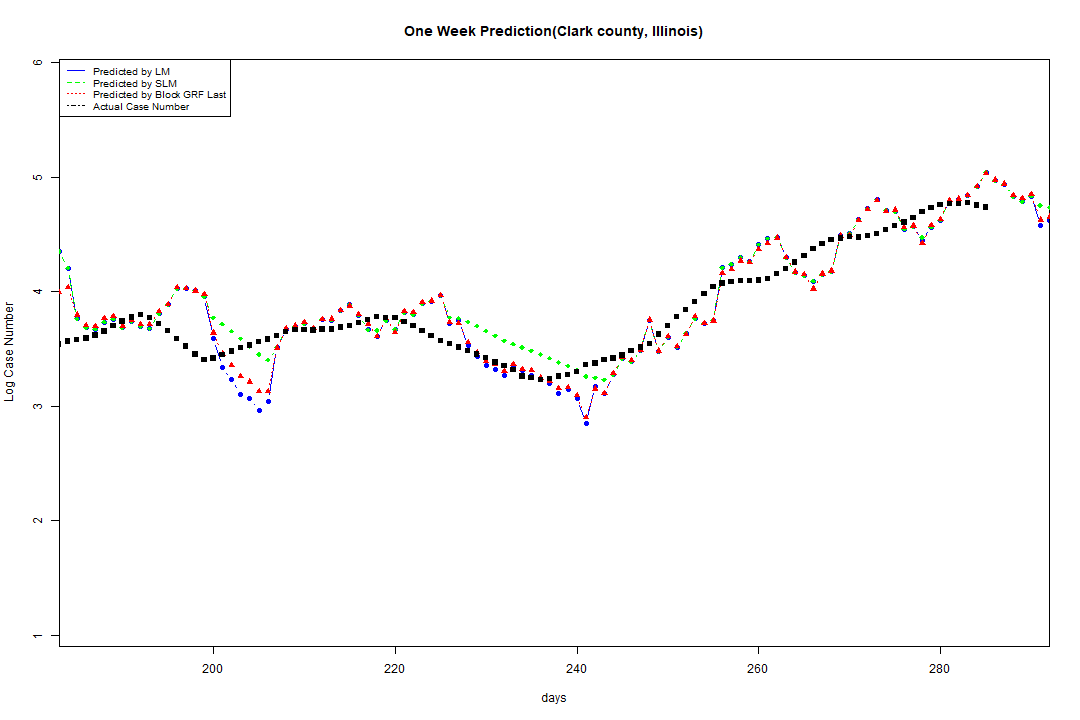 One Week Prediction(Clark county, Illinois)
Predicted by LM
Predicted by SLM
Predicted by Block GRF Last
Actual Case Number
6
5
4
3
2
1
Log Case Number
200 220 240 260 280
days